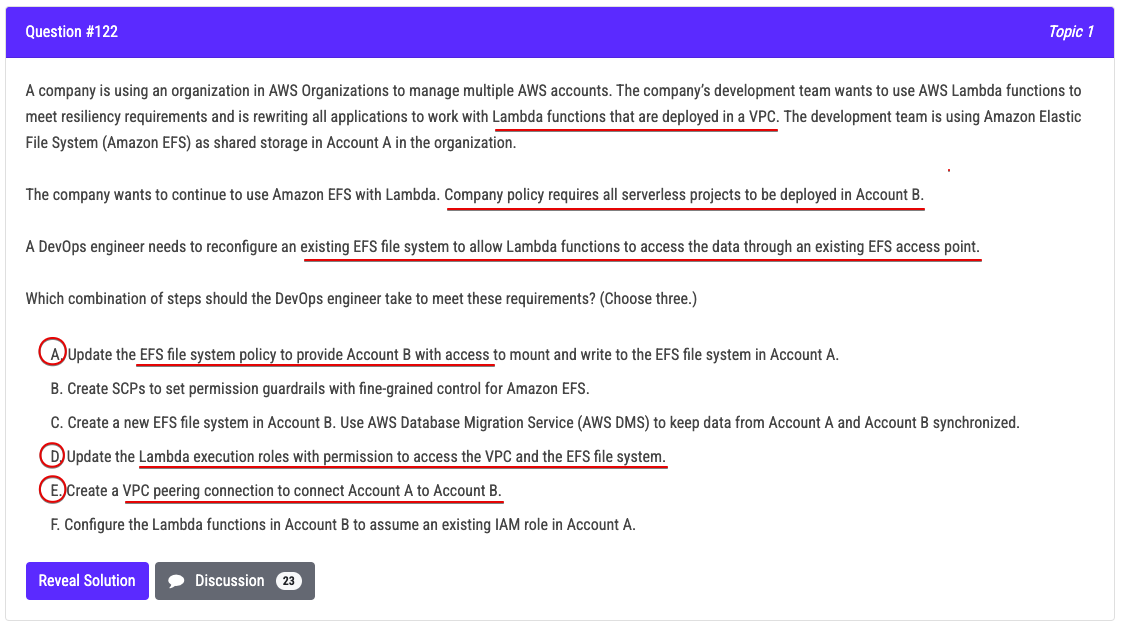 Question #122
Topic 1
A company is using an organization in AWS Organizations to manage multiple AWS accounts. The company's development team wants to use AWS Lambda functions to
meet resiliency requirements and is rewriting all applications to work with Lambda functions that are deployed in a VPC. The development team is using Amazon Elastic
File System (Amazon EFS) as shared storage in Account A in the organization.
The company wants to continue to use Amazon EFS with Lambda. Company policy requires all serverless projects to be deployed in Account B.
A DevOps engineer needs to reconfigure an existing EFS file system to allow Lambda functions to access the data through an existing EFS access point.
Which combination of steps should the DevOps engineer take to meet these requirements? (Choose three.)
A. Update the EFS file system policy to provide Account B with access to mount and write to the EFS file system in Account A.
B. Create SCPs to set permission guardrails with fine-grained control for Amazon EFS.
C. Create a new EFS file system in Account B. Use AWS Database Migration Service (AWS DMS) to keep data from Account A and Account B synchronized.
D. Update the Lambda execution roles with permission to access the VPC and the EFS file system.
E. Create a VPC peering connection to connect Account A to Account B.
F. Configure the Lambda functions in Account B to assume an existing IAM role in Account A.
Reveal Solution
Discussion 23